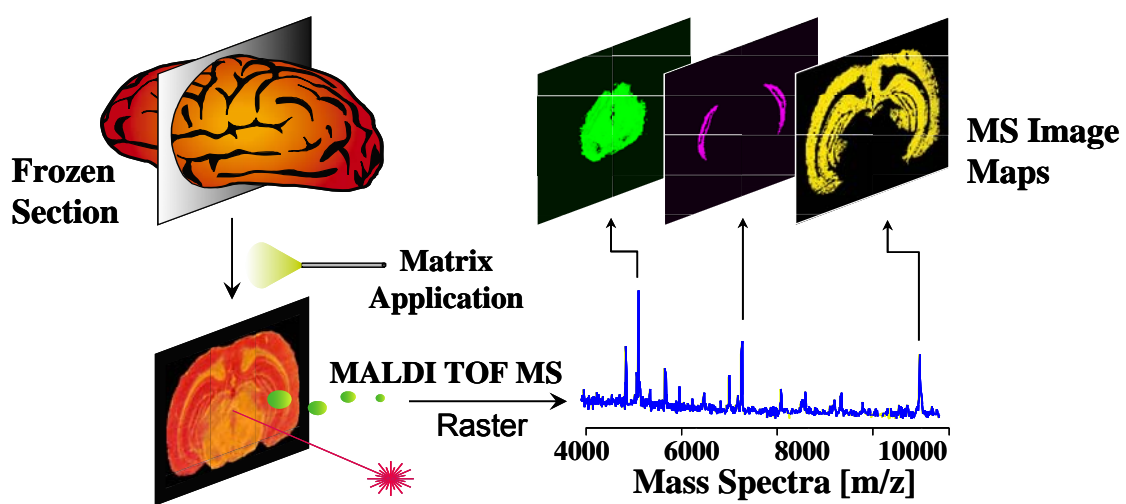 Frozen
Section
MS Image
Maps
Matrix
Application
MALDI TOF MS
Raster
4000 6000 8000 10000
Mass Spectra [m/z]